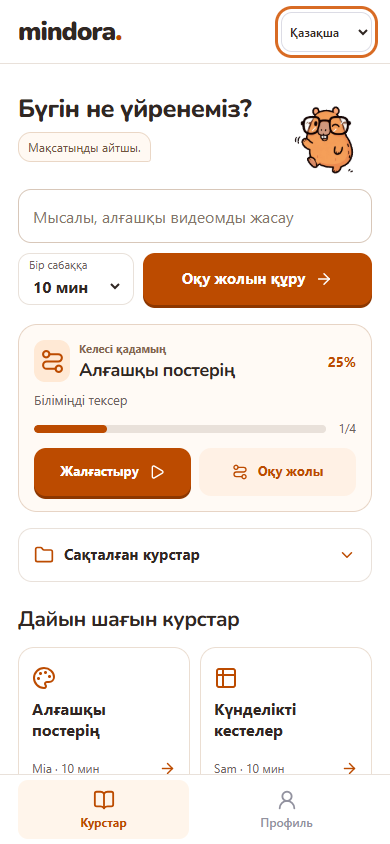 mindora.
Қазақша
Бүгін не үйренеміз?
Мақсатыңды айтшы.
Мысалы, алғашқы видеомды жасау
Бір сабаққа
10 мин
Оқу жолын құру
Келесі қадамың
Алғашқы постерің
25%
Біліміңді тексер
1/4
Жалғастыру
Оқу жолы
Сақталған курстар
Дайын шағын курстар
Алғашқы постерің
Mia · 10 мин
Күнделікті кестелер
Sam · 10 мин
Курстар
Профиль